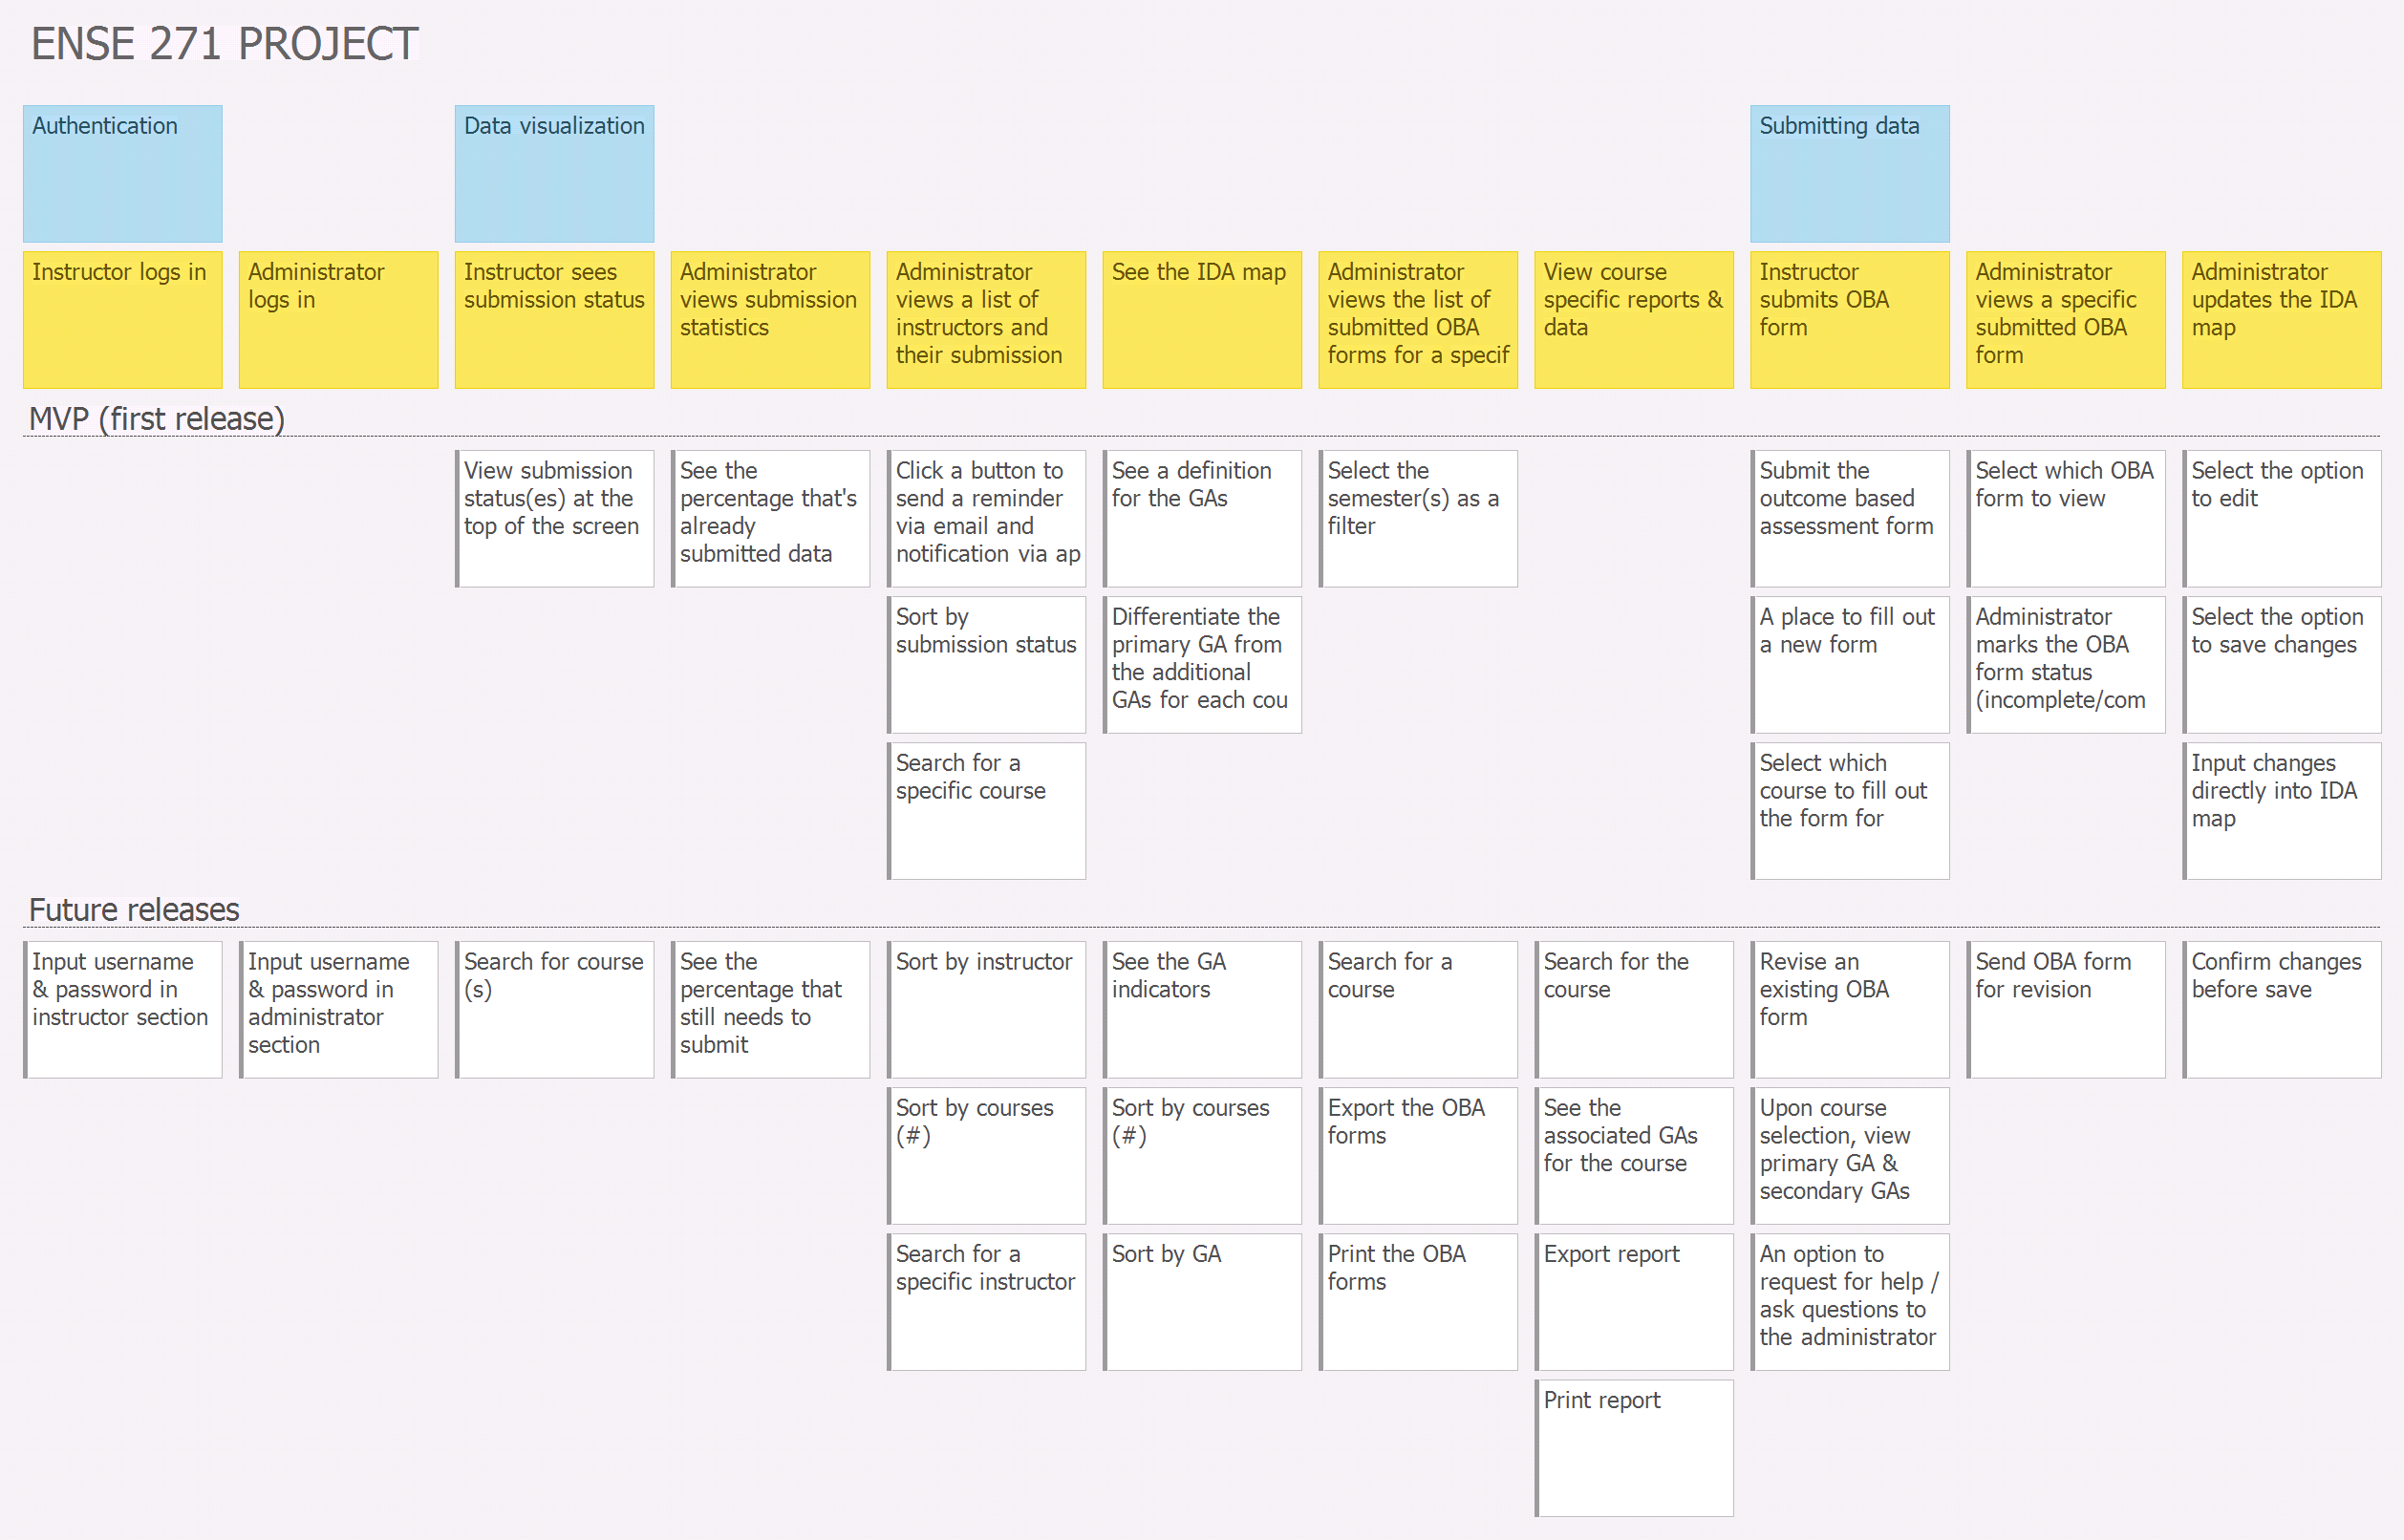 ENSE 271 PROJECT
Authentication
Data visualization
Submitting data
Instructor logs in
Administrator
logs in
Instructor sees
submission status
Administrator
views submission
statistics
Administrator
views a list of
instructors and
their submission
See the IDA map
Administrator
views the list of
submitted OBA
forms for a specif
View course
specific reports &
data
Instructor
submits OBA
form
Administrator
views a specific
submitted OBA
form
Administrator
updates the IDA
map
MVP (first release)
View submission
status(es) at the
top of the screen
See the
percentage that's
already
submitted data
Click a button to
send a reminder
via email and
notification via ap
See a definition
for the GAs
Select the
semester(s) as a
filter
Submit the
outcome based
assessment form
Select which OBA
form to view
Select the option
to edit
Sort by
submission status
Differentiate the
primary GA from
the additional
GAs for each cou
A place to fill out
a new form
Administrator
marks the OBA
form status
(incomplete/com
Select the option
to save changes
Search for a
specific course
Select which
course to fill out
the form for
Input changes
directly into IDA
map
Future releases
Input username
& password in
instructor section
Input username
& password in
administrator
section
Search for course
(s)
See the
percentage that
still needs to
submit
Sort by instructor
See the GA
indicators
Search for a
course
Search for the
course
Revise an
existing OBA
form
Send OBA form
for revision
Confirm changes
before save
Sort by courses
(#)
Sort by courses
(#)
Export the OBA
forms
See the
associated GAs
for the course
Upon course
selection, view
primary GA &
secondary GAs
Search for a
specific instructor
Sort by GA
Print the OBA
forms
Export report
An option to
request for help /
ask questions to
the administrator
Print report